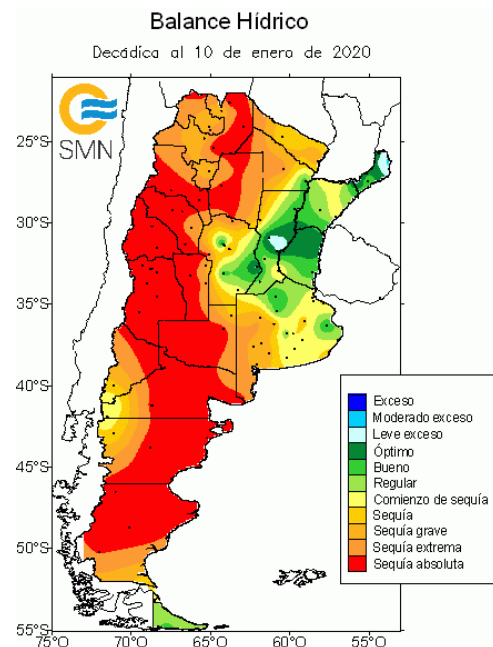 Balance Hídrico
Decádica al 10 de enero de 2020
SMN
25°S
30°S
35°S
40°S
45°S
50°S
55°S
75°O 70°O 65°O 60°O 55°O
Exceso
Moderado exceso
Leve exceso
Óptimo
Bueno
Regular
Comienzo de sequía
Sequía
Sequía grave
Sequía extrema
Sequía absoluta